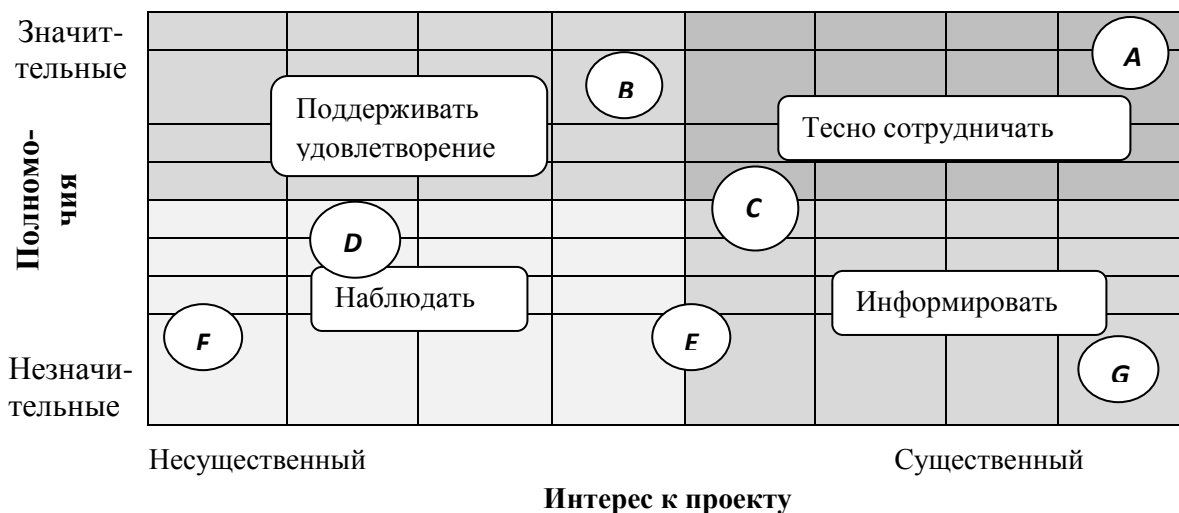 Значит-
тельные
A
B
Поддерживать
удовлетворение
Тесно сотрудничать
Полномо-
чия
C
D
Наблюдать
Информировать
F
E
G
Незначи-
тельные
Несущественный
Существенный
Интерес к проекту